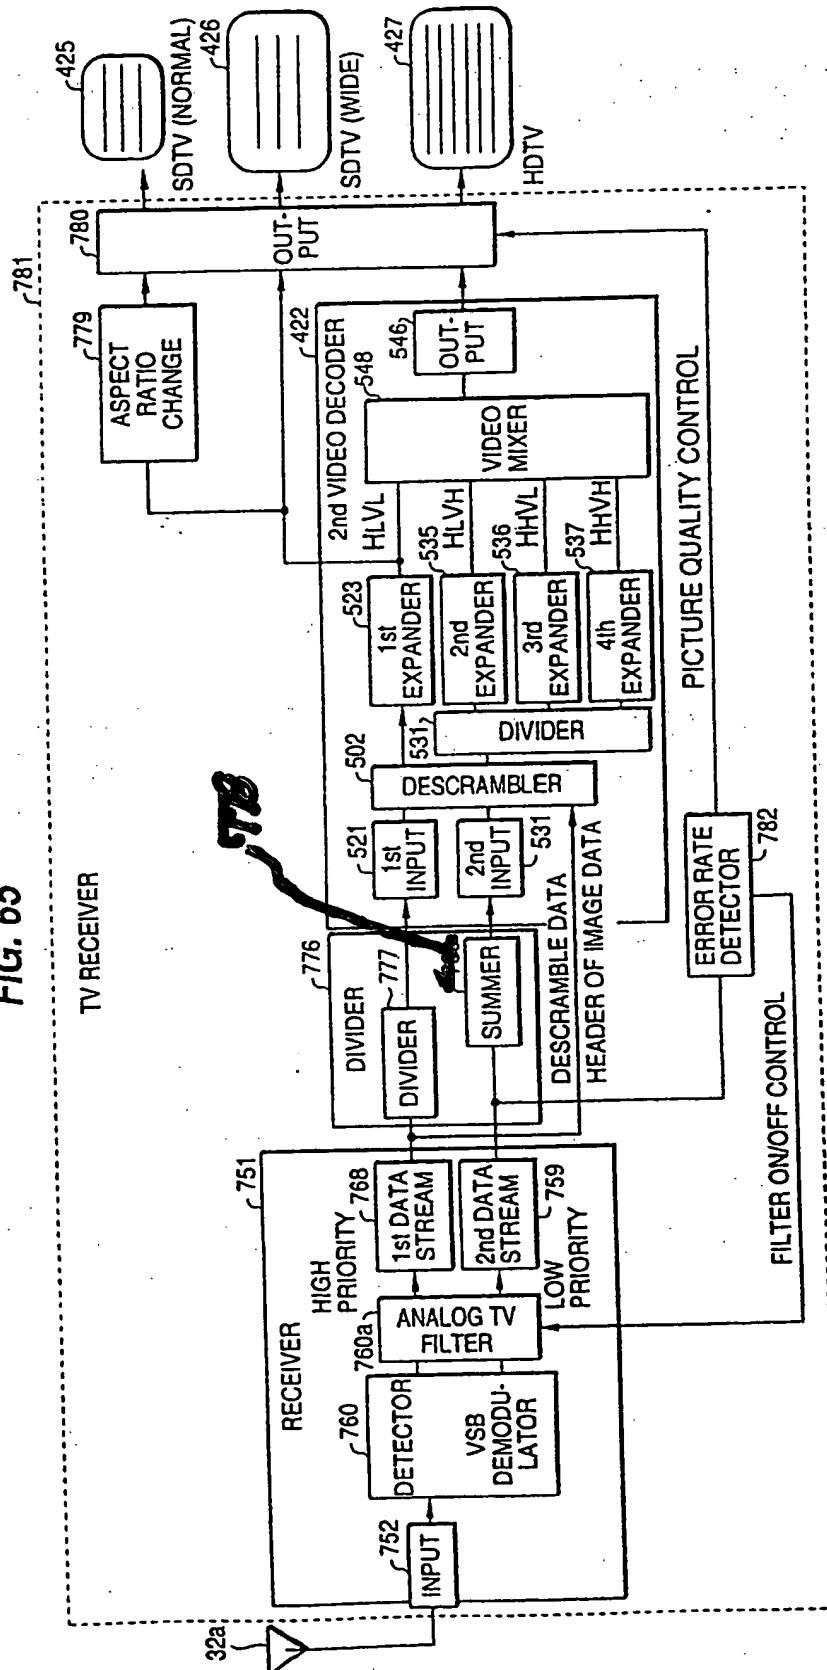 FIG. 65
TV RECEIVER
781
32a
752
INPUT
751
RECEIVER
760
DETECTOR
VSB
DEMODU-
LATOR
760a
ANALOG TV
FILTER
HIGH
PRIORITY
768
1st DATA
STREAM
2nd DATA
STREAM
759
LOW
PRIORITY
776
DIVIDER
777
DIVIDER
SUMMER
778
DESCRAMBLE DATA
HEADER OF IMAGE DATA
422
2nd VIDEO DECODER
521
1st
INPUT
2nd
INPUT
531
502
DESCRAMBLER
531
DIVIDER
523
1st
EXPANDER
HLVL
535
2nd
EXPANDER
HLVH
536
3rd
EXPANDER
HHVL
537
4th
EXPANDER
HHVH
548
VIDEO
MIXER
546
OUT-
PUT
779
ASPECT
RATIO
CHANGE
780
OUT-
PUT
425
SDTV (NORMAL)
426
SDTV (WIDE)
427
HDTV
ERROR RATE
DETECTOR
782
PICTURE QUALITY CONTROL
FILTER ON/OFF CONTROL